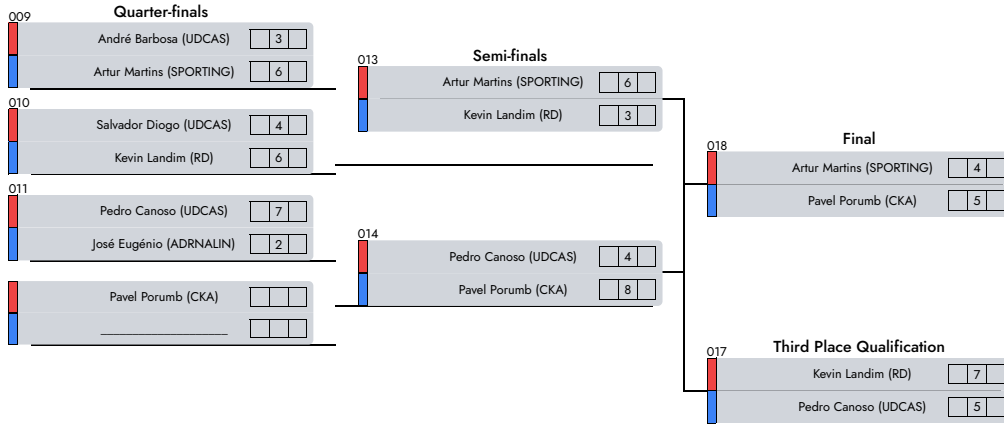 Quarter-finals
009
André Barbosa (UDCAS) 3
Artur Martins (SPORTING) 6
010
Salvador Diogo (UDCAS) 4
Kevin Landim (RD) 6
011
Pedro Canoso (UDCAS) 7
José Eugénio (ADRNALIN) 2
Pavel Porumb (CKA)
____________________
Semi-finals
013
Artur Martins (SPORTING) 6
Kevin Landim (RD) 3
014
Pedro Canoso (UDCAS) 4
Pavel Porumb (CKA) 8
Final
018
Artur Martins (SPORTING) 4
Pavel Porumb (CKA) 5
Third Place Qualification
017
Kevin Landim (RD) 7
Pedro Canoso (UDCAS) 5